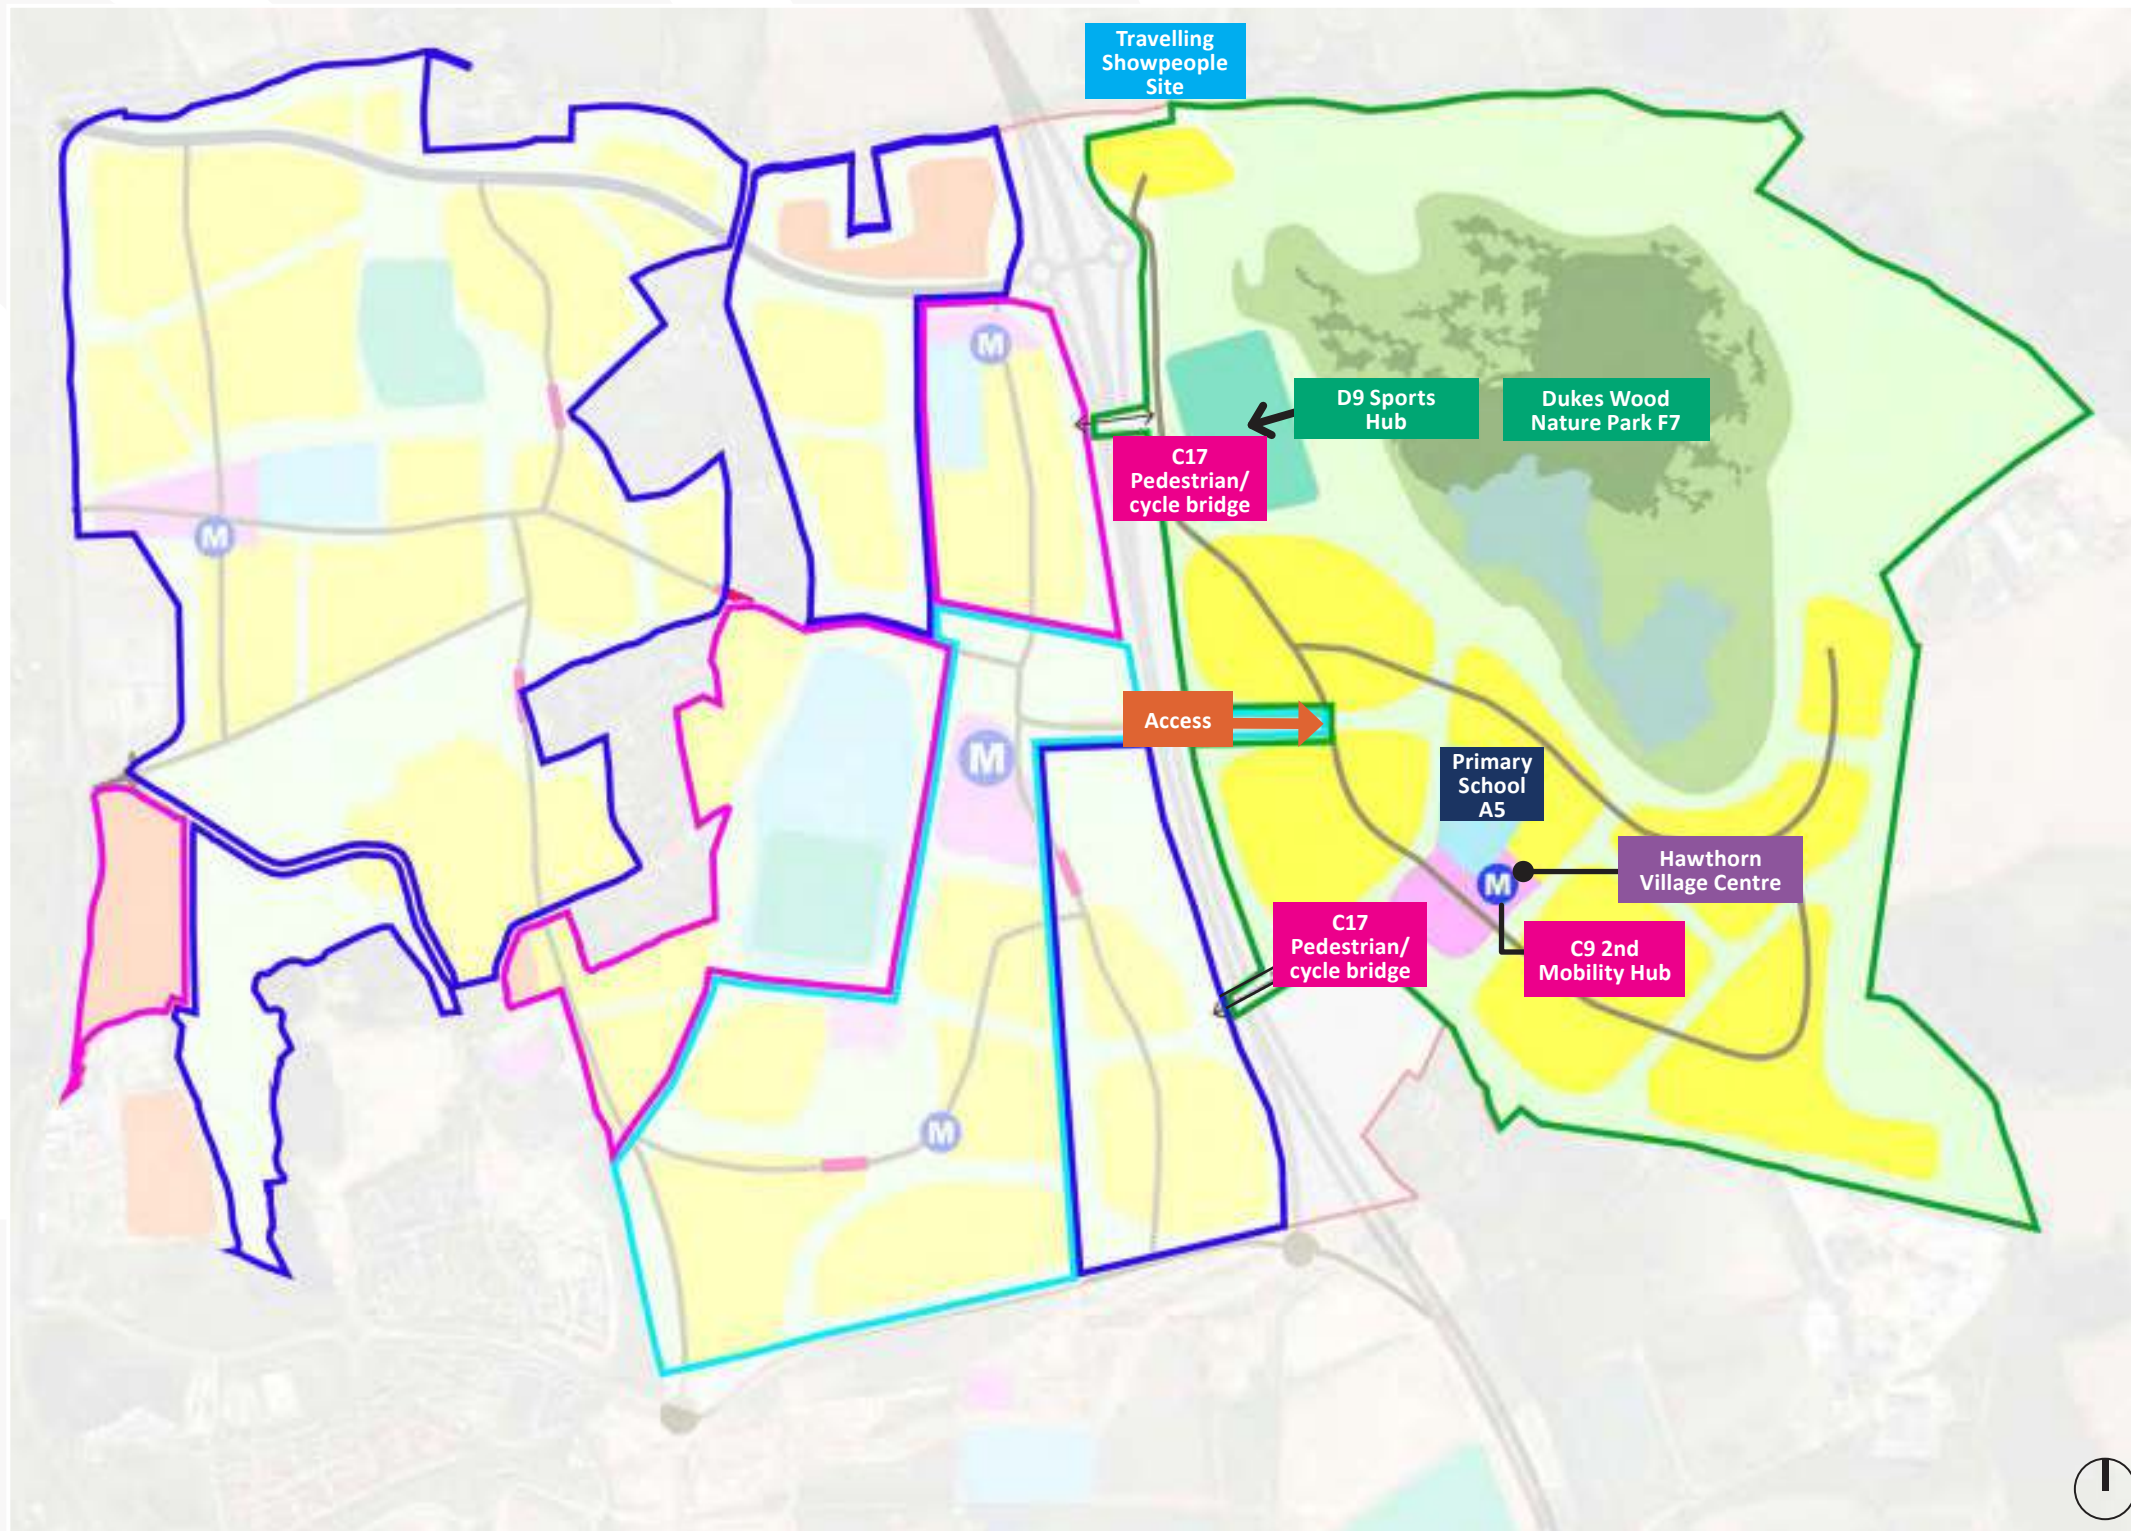 Travelling
Showpeople
Site
M
D9 Sports
Hub
Dukes Wood
Nature Park F7
C17
Pedestrian/
cycle bridge
M
Access
M
Primary
School
A5
Hawthorn
Village Centre
M
C17
Pedestrian/
cycle bridge
C9 2nd
Mobility Hub
M